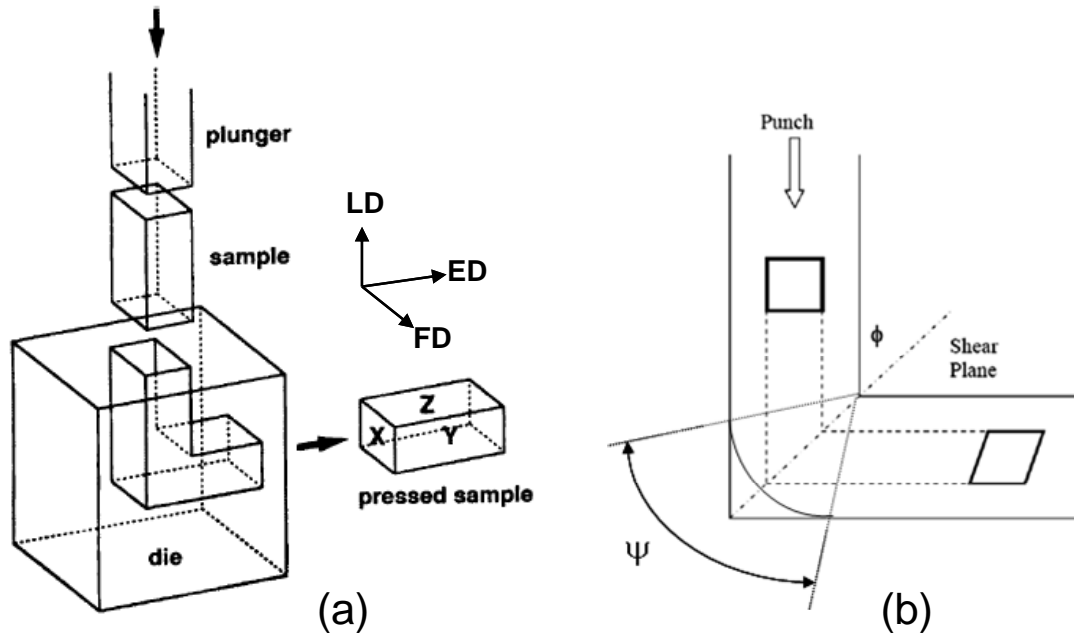 plunger
sample
LD
ED
FD
Z
X
Y
pressed sample
die
(a)
Punch
ϕ
Shear
Plane
Ψ
(b)